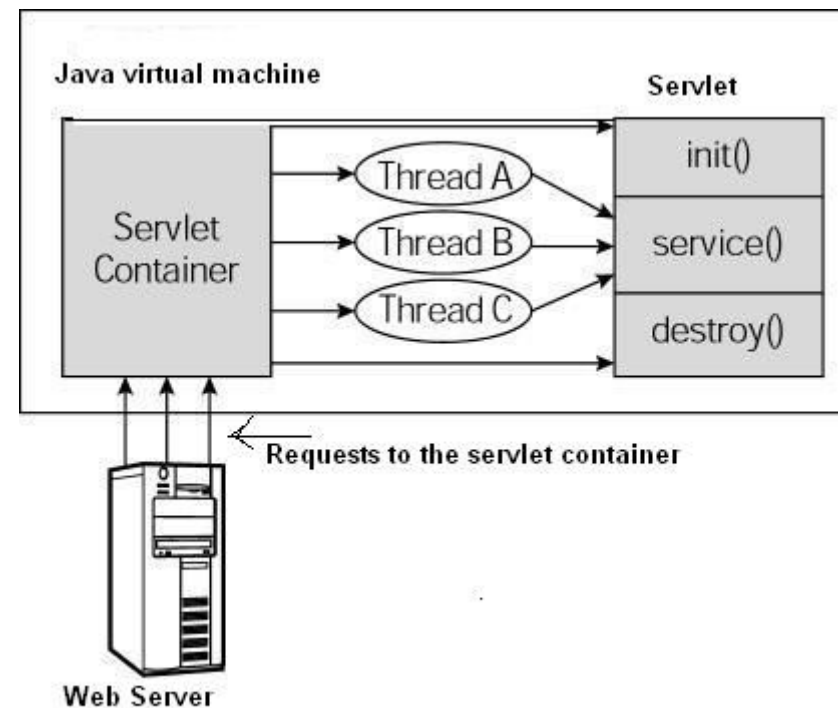 Java virtual machine
Servlet
Servlet
Container
Thread A
Thread B
Thread C
init()
service()
destroy()
Requests to the servlet container
Web Server